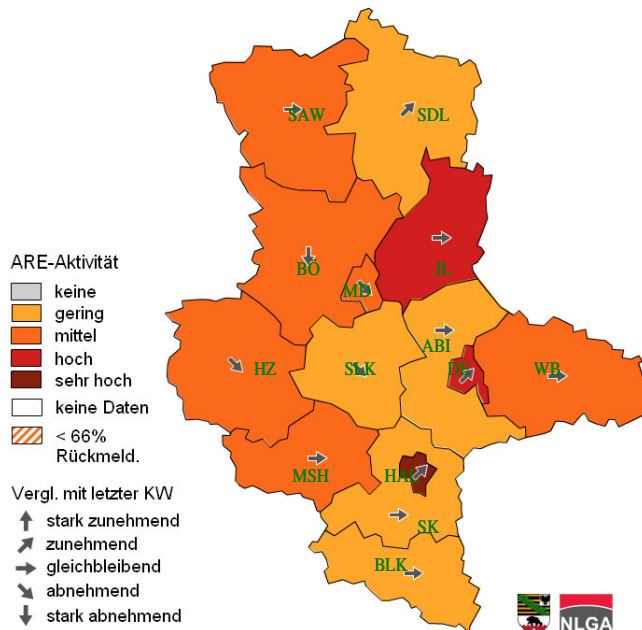 SAW
SDL
BÖ
JL
MD
ARE-Aktivität
keine
gering
mittel
hoch
sehr hoch
keine Daten
< 66%
Rückmeld.
HZ
SLK
ABI
DE
WB
MSH
HAL
SK
BLK
Vergl. mit letzter KW
stark zunehmend
zunehmend
gleichbleibend
abnehmend
stark abnehmend
NLGA